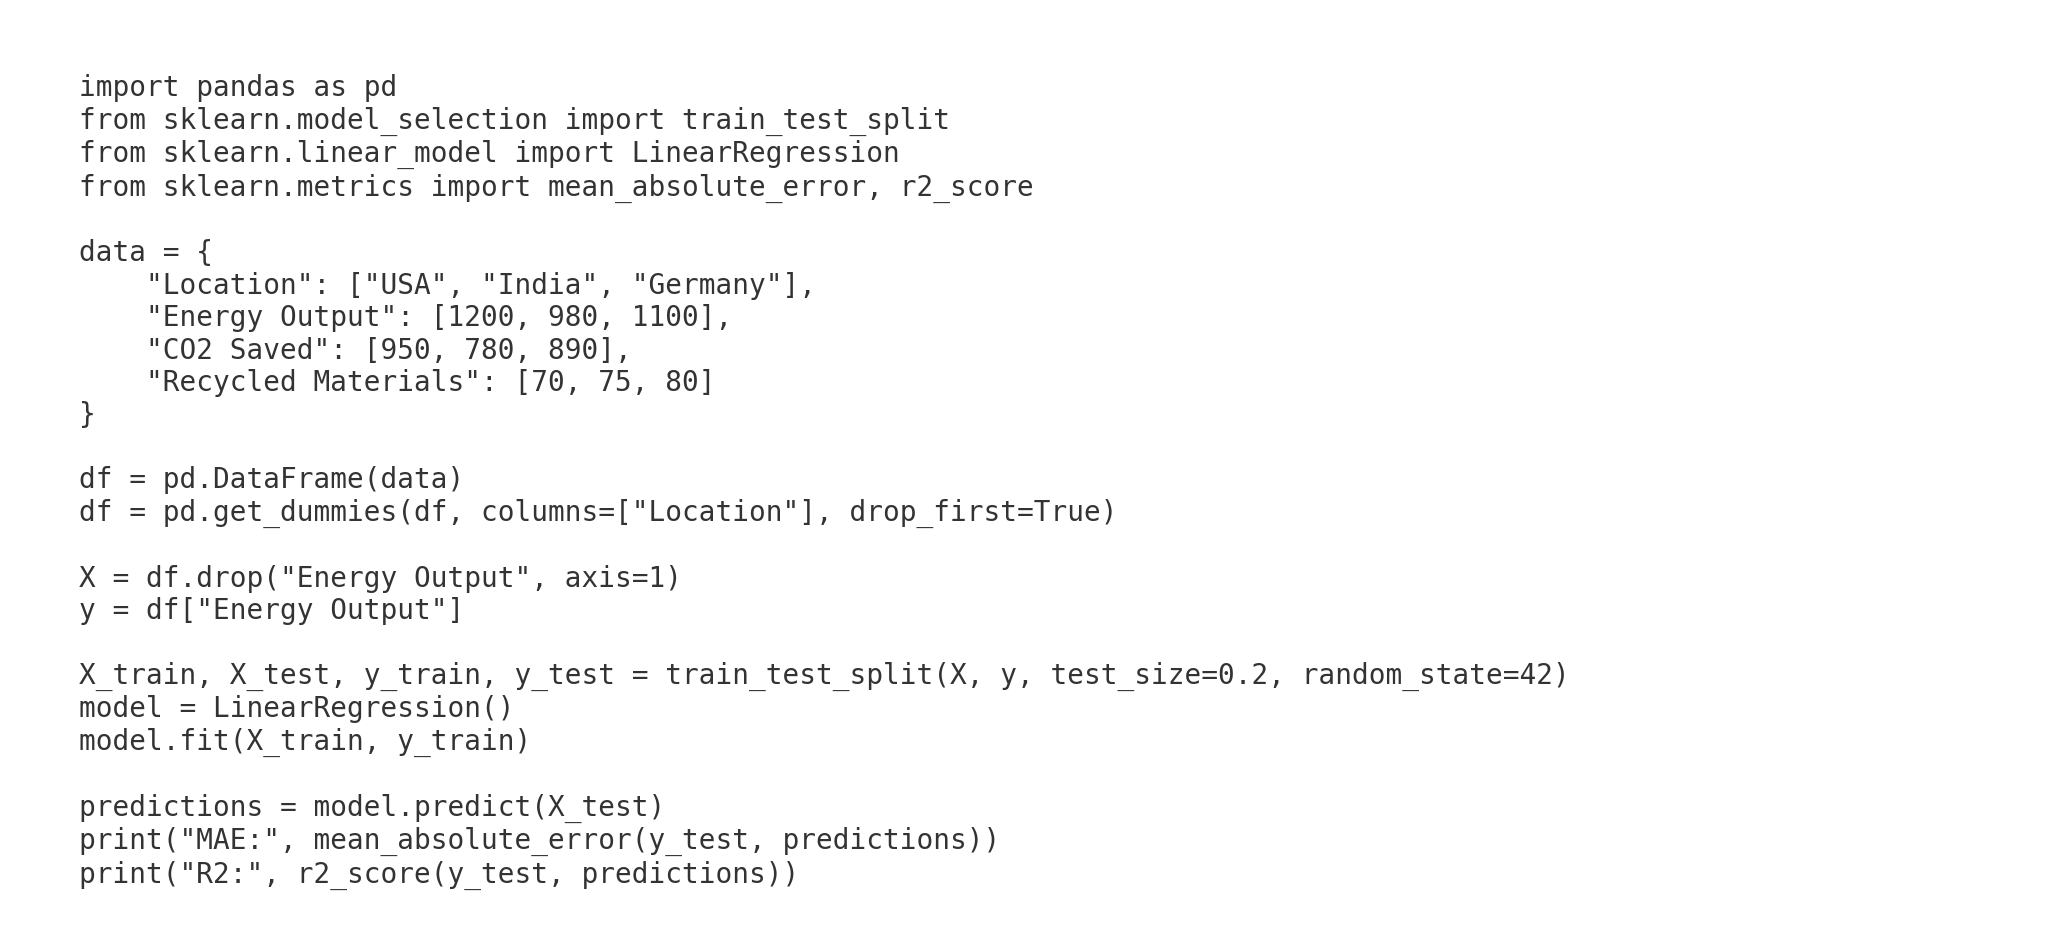 import pandas as pd
from sklearn.model_selection import train_test_split
from sklearn.linear_model import LinearRegression
from sklearn.metrics import mean_absolute_error, r2_score

data = {
    "Location": ["USA", "India", "Germany"],
    "Energy Output": [1200, 980, 1100],
    "CO2 Saved": [950, 780, 890],
    "Recycled Materials": [70, 75, 80]
}

df = pd.DataFrame(data)
df = pd.get_dummies(df, columns=["Location"], drop_first=True)

X = df.drop("Energy Output", axis=1)
y = df["Energy Output"]

X_train, X_test, y_train, y_test = train_test_split(X, y, test_size=0.2, random_state=42)
model = LinearRegression()
model.fit(X_train, y_train)

predictions = model.predict(X_test)
print("MAE:", mean_absolute_error(y_test, predictions))
print("R2:", r2_score(y_test, predictions))